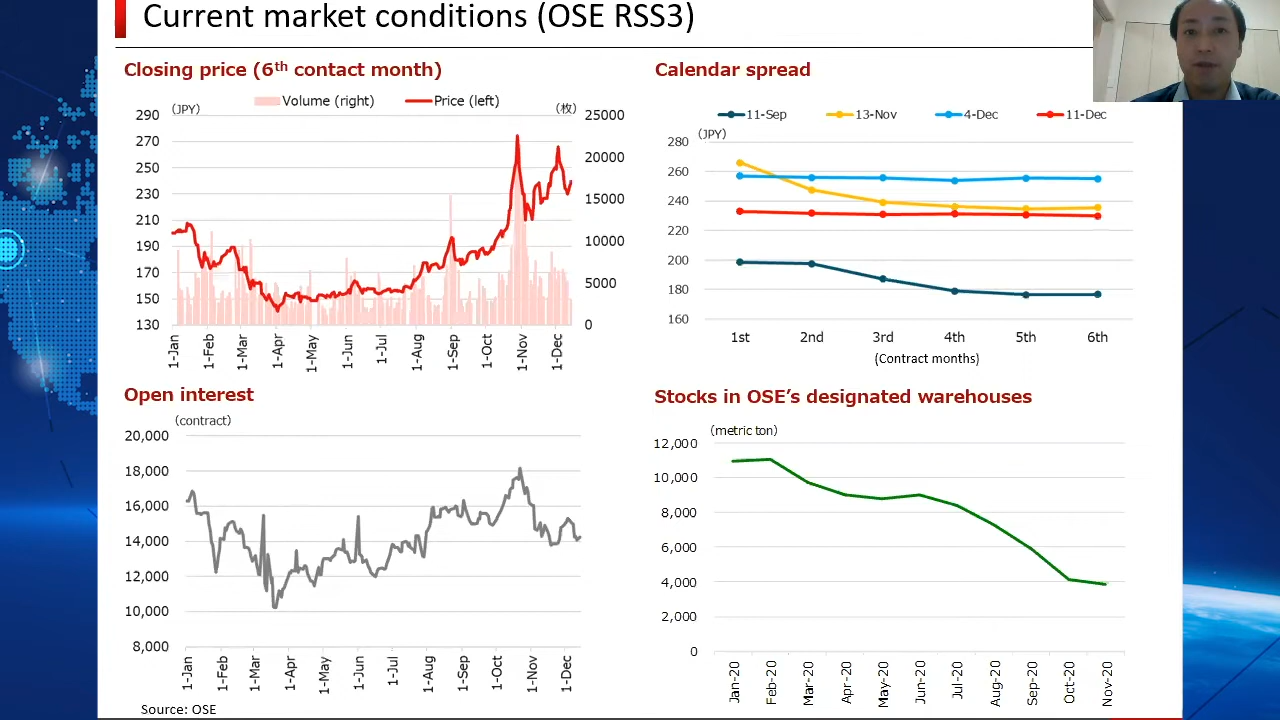 Current market conditions (OSE RSS3)
Closing price (6th contact month)
(JPY)
Volume (right)
Price (left)
(枚)
290
270
250
230
210
190
170
150
130
25000
20000
15000
10000
5000
0
1-Jan
1-Feb
1-Mar
1-Apr
1-May
1-Jun
1-Jul
1-Aug
1-Sep
1-Oct
1-Nov
1-Dec
Calendar spread
11-Sep
13-Nov
4-Dec
11-Dec
(JPY)
280
260
240
220
200
180
160
1st
2nd
3rd
4th
5th
6th
(Contract months)
Open interest
(contract)
20,000
18,000
16,000
14,000
12,000
10,000
8,000
1-Jan
1-Feb
1-Mar
1-Apr
1-May
1-Jun
1-Jul
1-Aug
1-Sep
1-Oct
1-Nov
1-Dec
Stocks in OSE’s designated warehouses
(metric ton)
12,000
10,000
8,000
6,000
4,000
2,000
0
Jan-20
Feb-20
Mar-20
Apr-20
May-20
Jun-20
Jul-20
Aug-20
Sep-20
Oct-20
Nov-20
Source: OSE